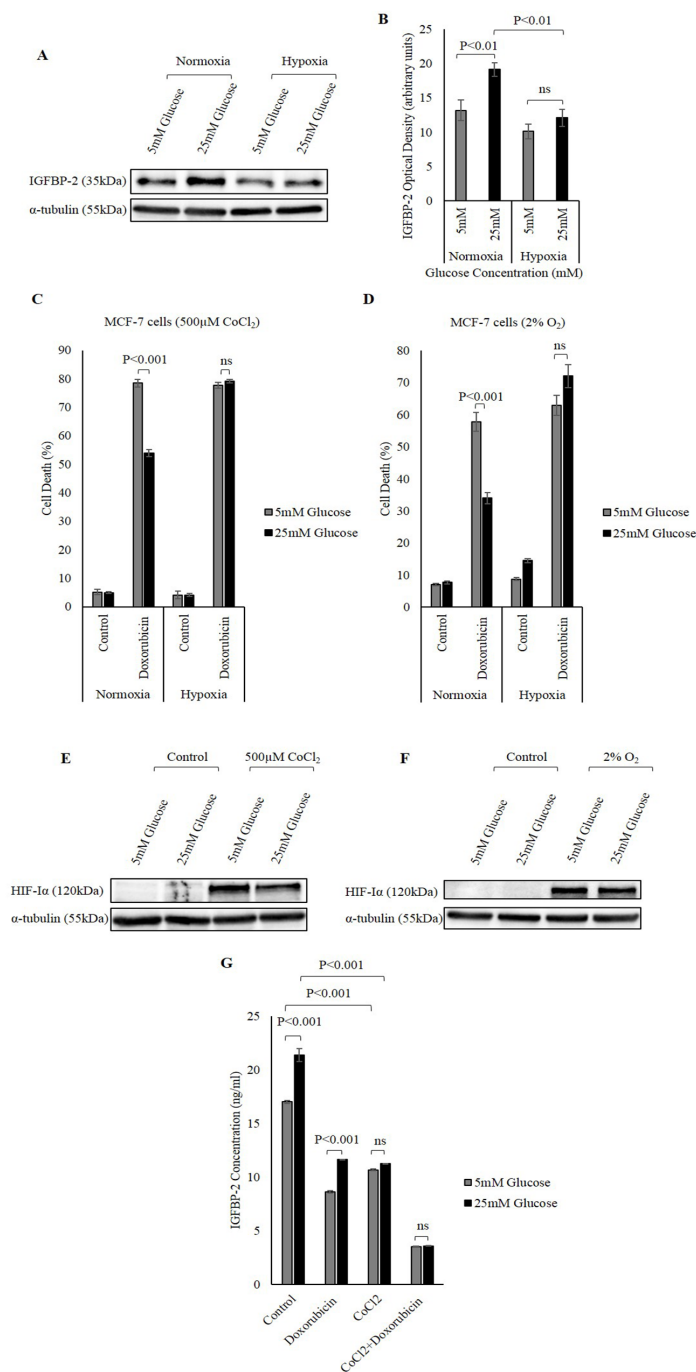 A
Normoxia
Hypoxia
5mM Glucose
25mM Glucose
5mM Glucose
25mM Glucose
IGFBP-2 (35kDa)
α-tubulin (55kDa)
B
P<0.01
P<0.01
ns
IGFBP-2 Optical Density (arbitrary units)
25
20
15
10
5
0
5mM
25mM
5mM
25mM
Normoxia
Hypoxia
Glucose Concentration (mM)
C
MCF-7 cells (500µM CoCl₂)
90
80
70
60
50
40
30
20
10
0
Cell Death (%)
P<0.001
ns
Control
Doxorubicin
Control
Doxorubicin
Normoxia
Hypoxia
5mM Glucose
25mM Glucose
D
MCF-7 cells (2% O₂)
80
70
60
50
40
30
20
10
0
Cell Death (%)
P<0.001
ns
Control
Doxorubicin
Control
Doxorubicin
Normoxia
Hypoxia
5mM Glucose
25mM Glucose
E
Control
500µM CoCl₂
5mM Glucose
25mM Glucose
5mM Glucose
25mM Glucose
HIF-Iα (120kDa)
α-tubulin (55kDa)
F
Control
2% O₂
5mM Glucose
25mM Glucose
5mM Glucose
25mM Glucose
HIF-Iα (120kDa)
α-tubulin (55kDa)
G
P<0.001
P<0.001
P<0.001
P<0.001
ns
ns
IGFBP-2 Concentration (ng/ml)
25
20
15
10
5
0
Control
Doxorubicin
CoCl2
CoCl2+Doxorubicin
5mM Glucose
25mM Glucose